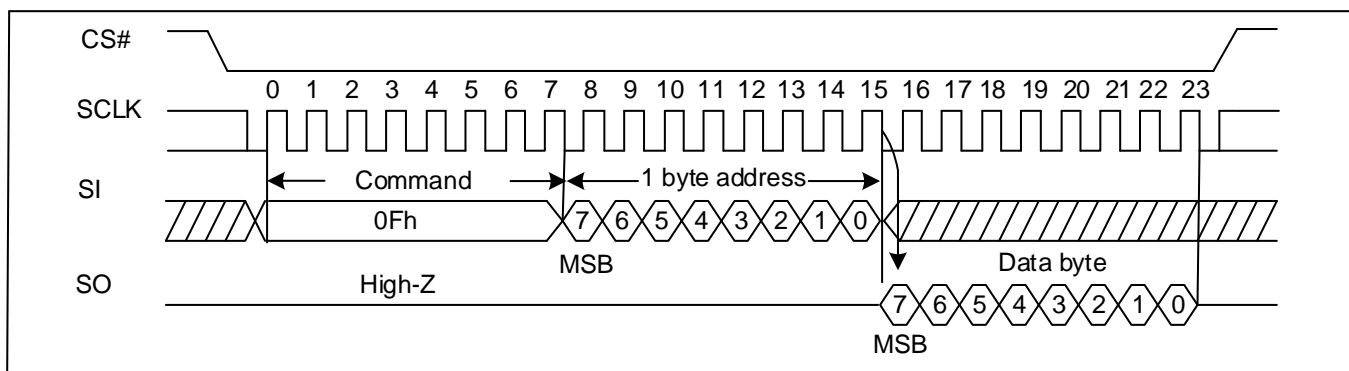 CS#
0 1 2 3 4 5 6 7 8 9 10 11 12 13 14 15 16 17 18 19 20 21 22 23
SCLK
SI
Command 1 byte address
0Fh 7 6 5 4 3 2 1 0
MSB Data byte
SO High-Z
7 6 5 4 3 2 1 0
MSB